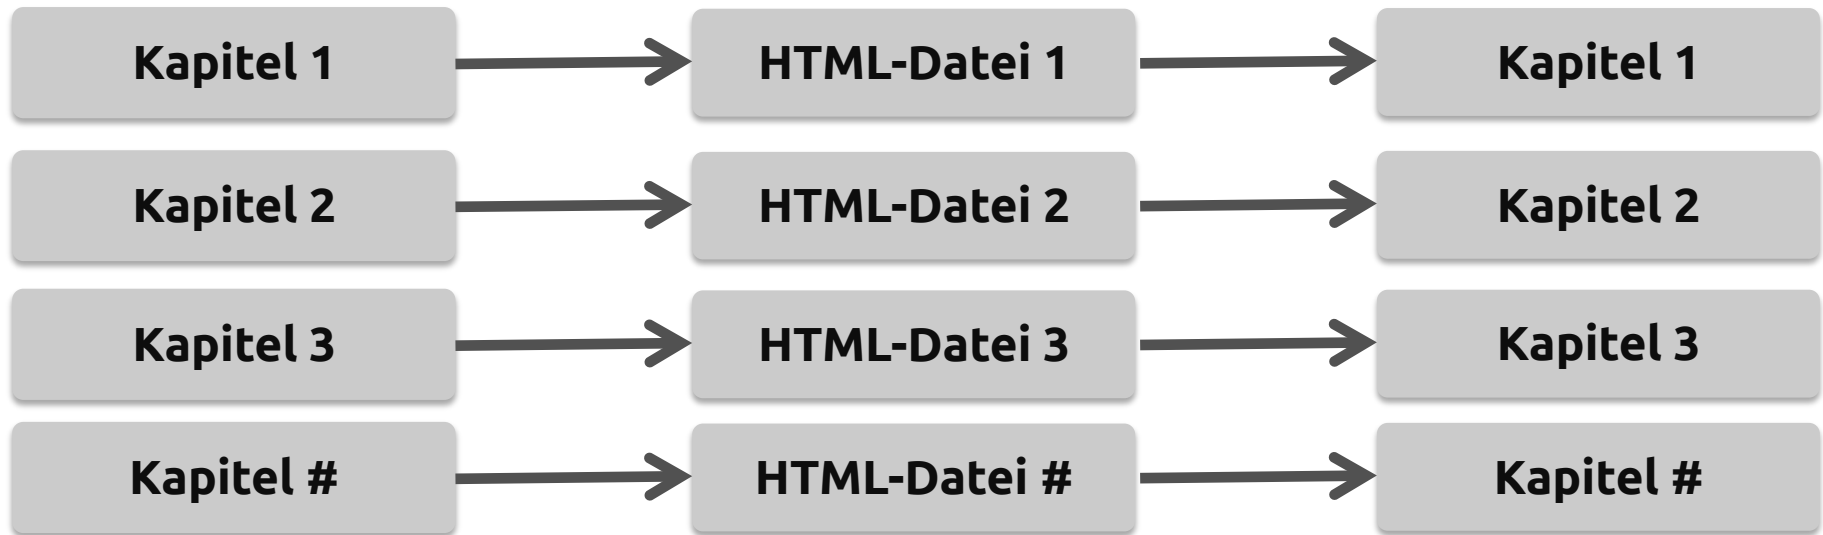 Kapitel 1
HTML-Datei 1
Kapitel 1
Kapitel 2
HTML-Datei 2
Kapitel 2
Kapitel 3
HTML-Datei 3
Kapitel 3
Kapitel #
HTML-Datei #
Kapitel #